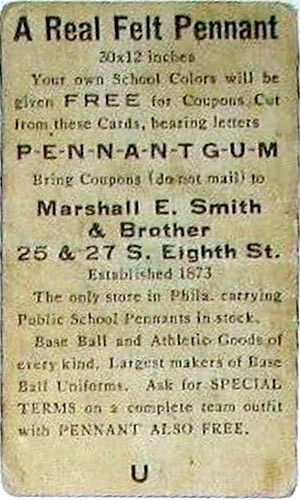 A Real Felt Pennant
30x12 inches
Your own School Colors will be
given FREE for Coupons Cut
from these Cards, bearing letters
P-E-N-N-A-N-T G-U-M
Bring Coupons (do not mail) to
Marshall E. Smith
& Brother
25 & 27 S. Eighth St.
Established 1873
The only store in Phila. carrying
Public School Pennants in stock.
Base Ball and Athletic Goods of
every kind. Largest makers of Base
Ball Uniforms. Ask for SPECIAL
TERMS on a complete team outfit
with PENNANT ALSO FREE.
U